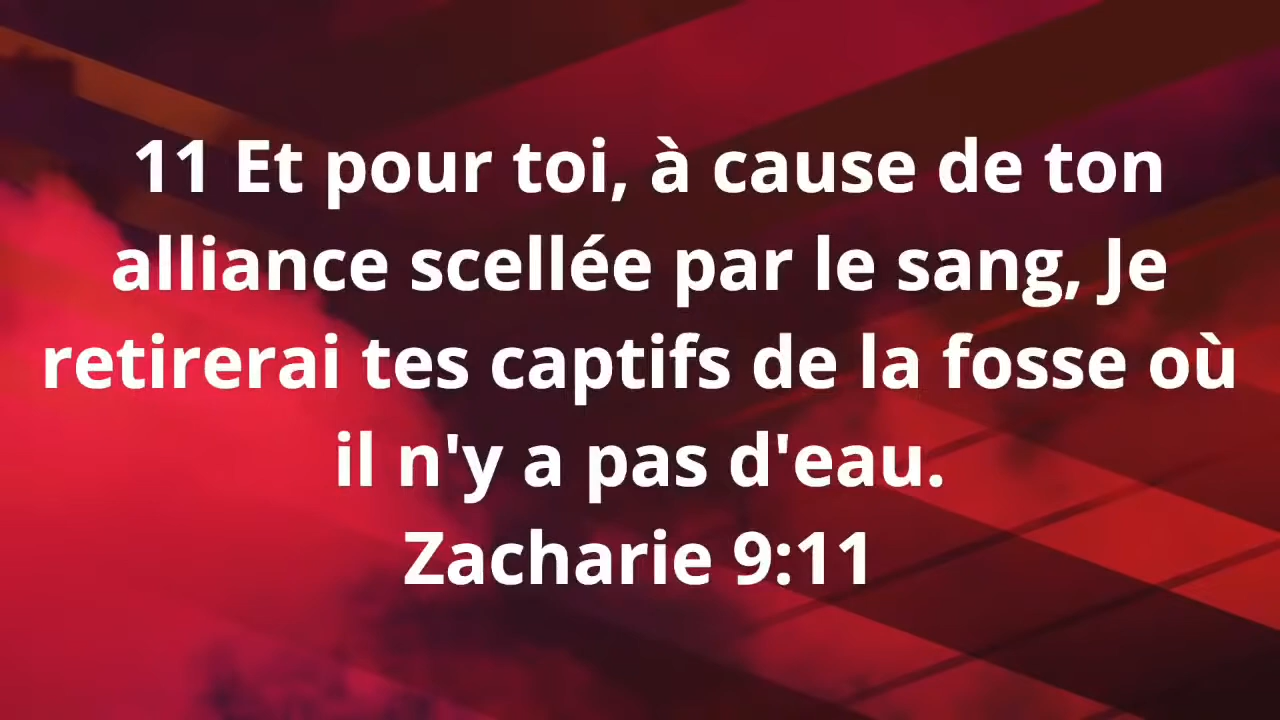 11 Et pour toi, à cause de ton
alliance scellée par le sang, Je
retirerai tes captifs de la fosse où
il n'y a pas d'eau.
Zacharie 9:11